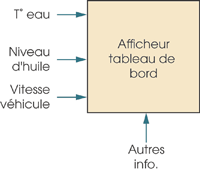 T° eau
Niveau
d'huile
Vitesse
véhicule
Afficheur
tableau de
bord
Autres
info.